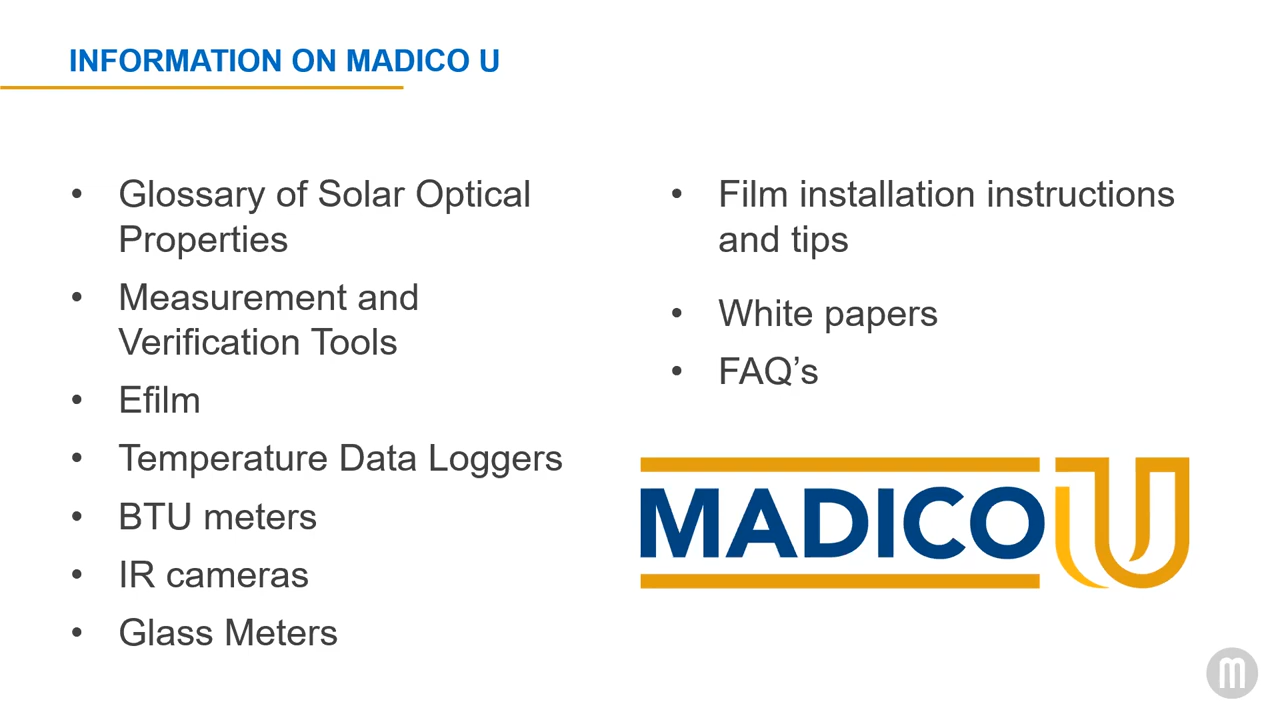 INFORMATION ON MADICO U
• Glossary of Solar Optical
Properties
• Measurement and
Verification Tools
• Efilm
• Temperature Data Loggers
• BTU meters
• IR cameras
• Glass Meters
• Film installation instructions
and tips
• White papers
• FAQ’s
MADICO U
m